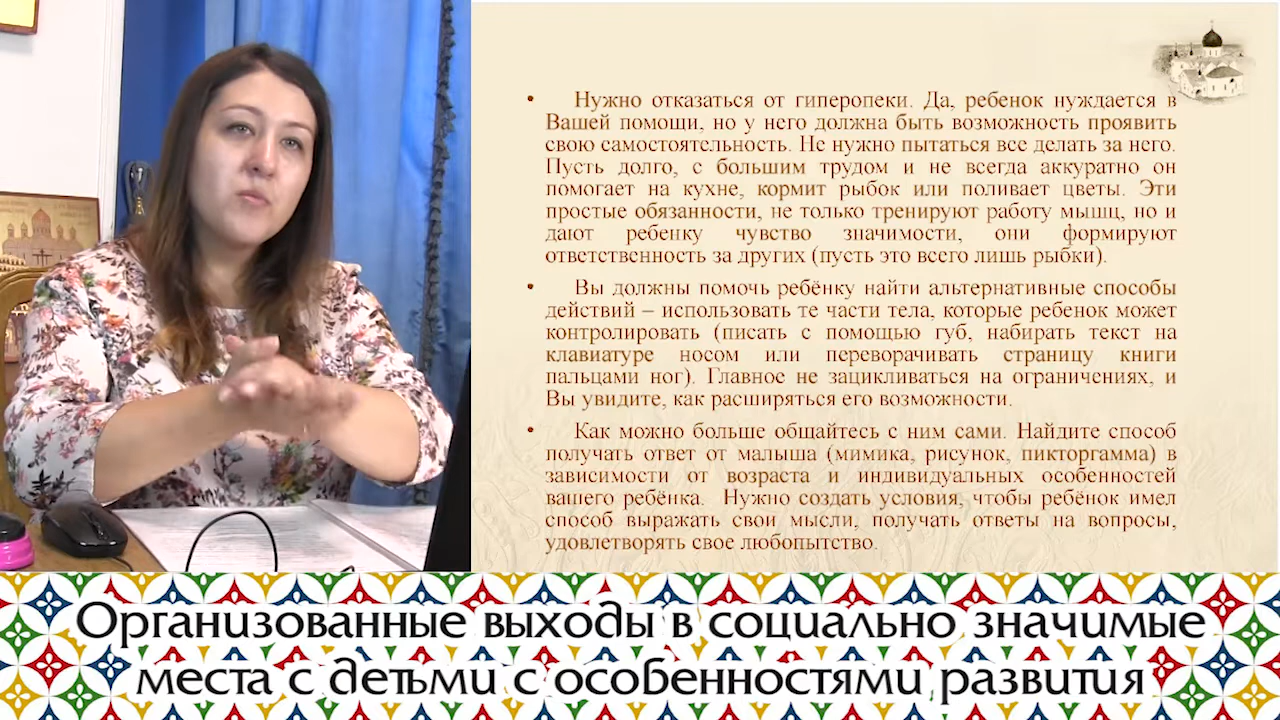 • Нужно отказаться от гиперопеки. Да, ребенок нуждается в
Вашей помощи, но у него должна быть возможность проявить
свою самостоятельность. Не нужно пытаться все делать за него.
Пусть долго, с большим трудом и не всегда аккуратно он
помогает на кухне, кормит рыбок или поливает цветы. Эти
простые обязанности, не только тренируют работу мышц, но и
дают ребенку чувство значимости, они формируют
ответственность за других (пусть это всего лишь рыбки).
• Вы должны помочь ребёнку найти альтернативные способы
действий – использовать те части тела, которые ребенок может
контролировать (писать с помощью губ, набирать текст на
клавиатуре носом или переворачивать страницу книги
пальцами ног). Главное не зацикливаться на ограничениях, и
Вы увидите, как расширяться его возможности.
• Как можно больше общайтесь с ним сами. Найдите способ
получать ответ от малыша (мимика, рисунок, пикторгамма) в
зависимости от возраста и индивидуальных особенностей
вашего ребёнка. Нужно создать условия, чтобы ребёнок имел
способ выражать свои мысли, получать ответы на вопросы,
удовлетворять свое любопытство.
Организованные выходы в социально значимые
места с детьми с особенностями развития